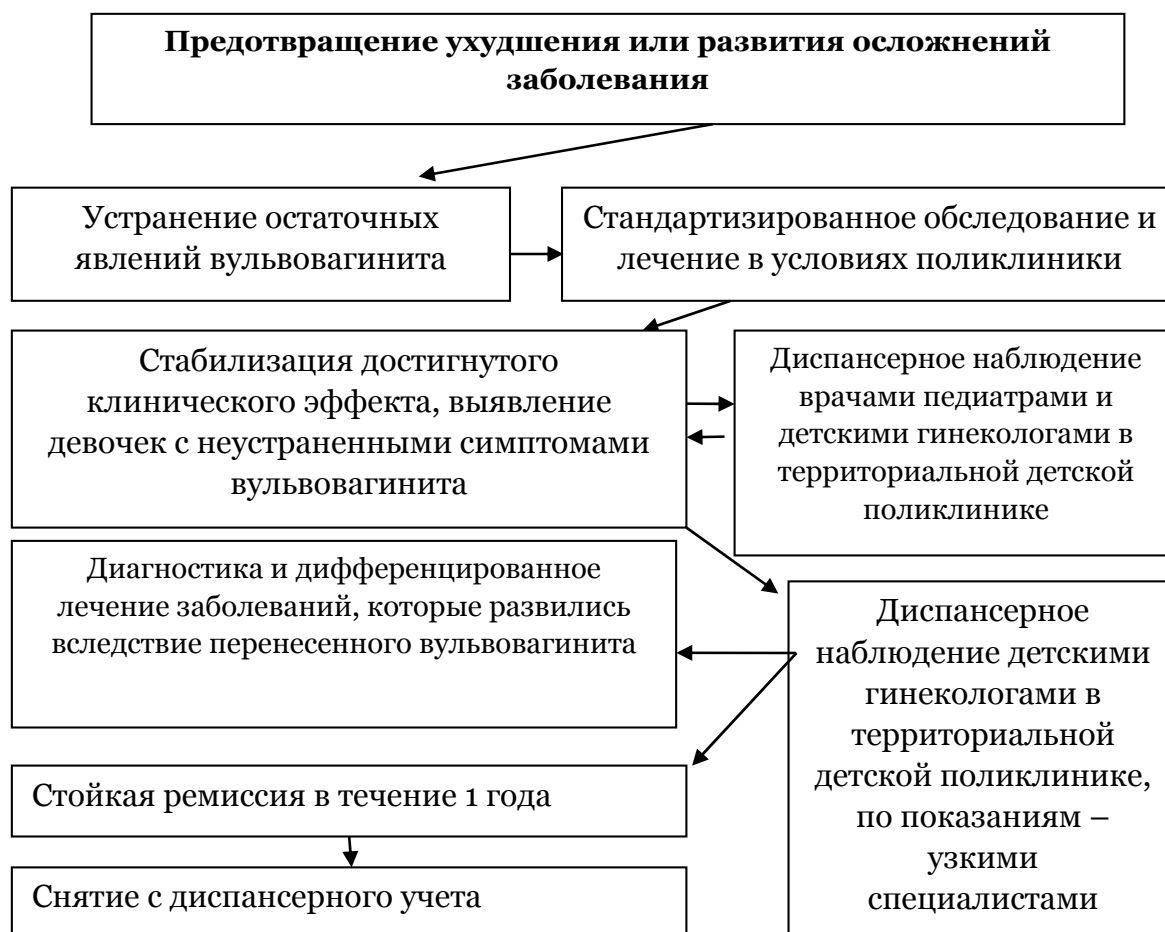 Предотвращение ухудшения или развития осложнений
заболевания
Устранение остаточных
явлений вульвовагинита
Стандартизированное обследование и
лечение в условиях поликлиники
Стабилизация достигнутого
клинического эффекта, выявление
девочек с неустраненными симптомами
вульвовагинита
Диспансерное наблюдение
врачами педиатрами и
детскими гинекологами в
территориальной детской
поликлинике
Диагностика и дифференцированное
лечение заболеваний, которые развились
вследствие перенесенного вульвовагинита
Диспансерное
наблюдение детскими
гинекологами в
территориальной
детской поликлинике,
по показаниям –
узкими
специалистами
Стойкая ремиссия в течение 1 года
Снятие с диспансерного учета